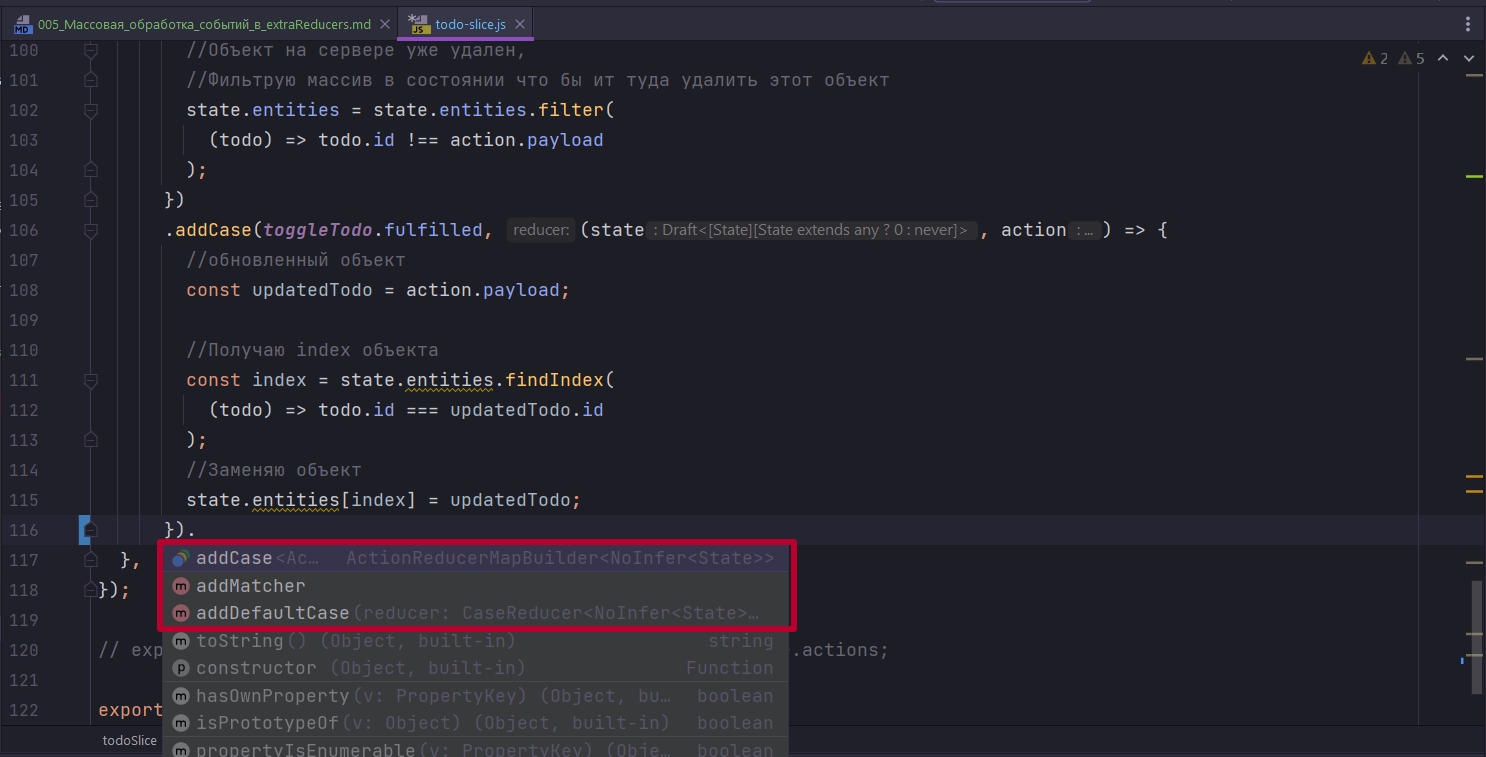 005_Массовая_обработка_событий_в_extraReducers.md
todo-slice.js
2 5
100 //Объект на сервере уже удален,
101 //Фильтрую массив в состоянии что бы ит туда удалить этот объект
102 state.entities = state.entities.filter(
103 (todo) => todo.id !== action.payload
104 );
105 })
106 .addCase(toggleTodo.fulfilled, reducer: (state : Draft<[State][State extends any ? 0 : never]> , action : ... ) => {
107 //обновленный объект
108 const updatedTodo = action.payload;
109
110 //Получаю index объекта
111 const index = state.entities.findIndex(
112 (todo) => todo.id === updatedTodo.id
113 );
114 //Заменяю объект
115 state.entities[index] = updatedTodo;
116 }).
117 },
addCase<Ac… ActionReducerMapBuilder<NoInfer<State>>
118 });
addMatcher
119
addDefaultCase(reducer: CaseReducer<NoInfer<State>…
120 // exp .actions;
toString() (Object, built-in) string
121
constructor (Object, built-in) Function
122 export
hasOwnProperty(v: PropertyKey) (Object, bu… boolean
isPrototypeOf(v: Object) (Object, built-in) boolean
todoSlice
propertyIsEnumerable(v: PropertyKey) (Obje… boolean